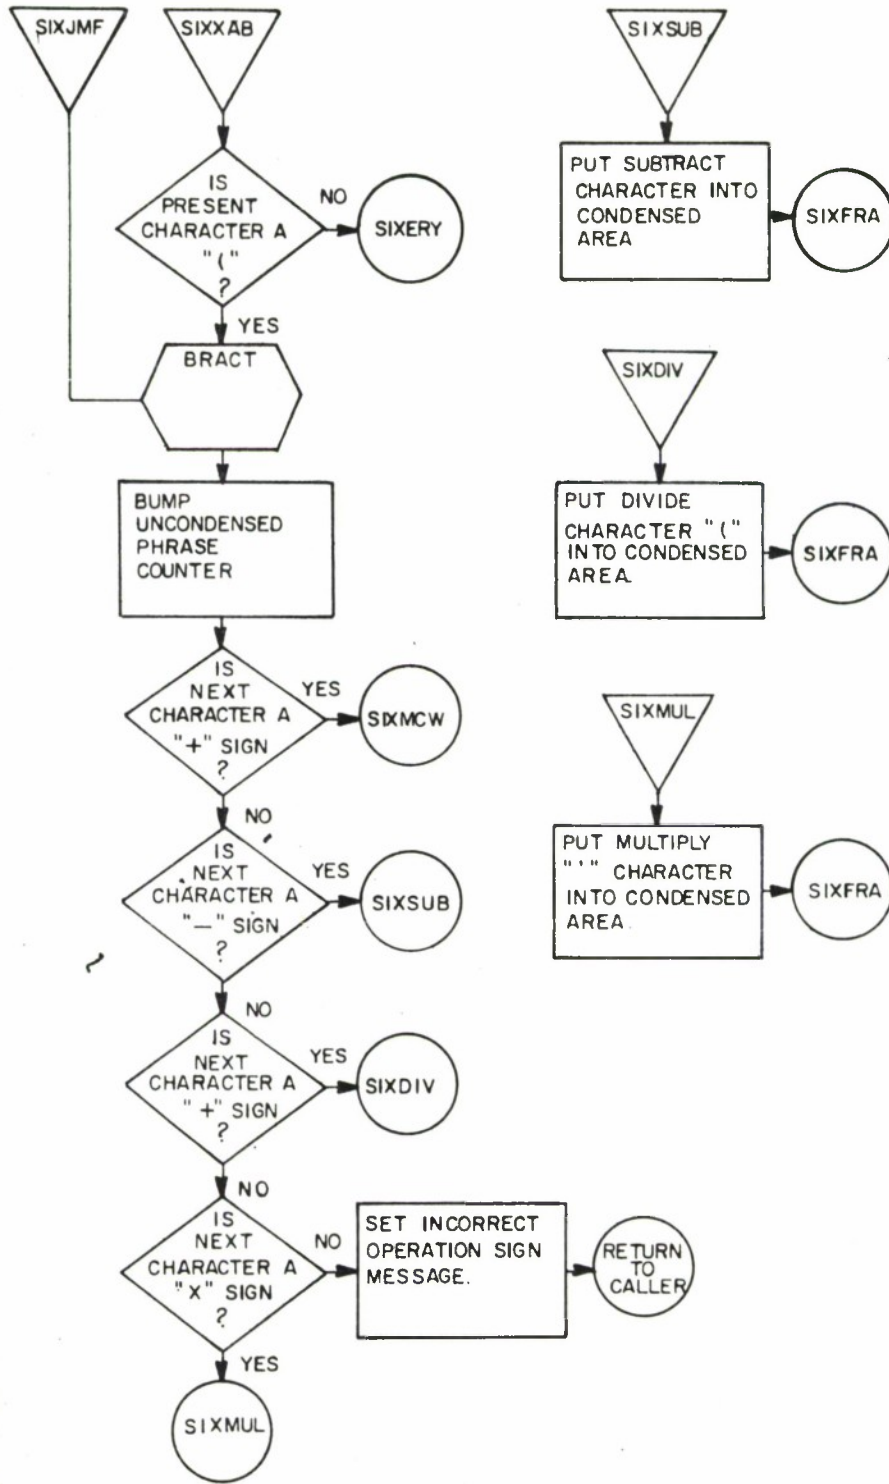 SIXJMF
SIXXAB
IS
PRESENT
CHARACTER A
"("
?
NO
SIXERY
YES
BRACT
BUMP
UNCONDENSED
PHRASE
COUNTER
IS
NEXT
CHARACTER A
"+" SIGN
?
YES
SIXMCW
NO
IS
NEXT
CHARACTER A
"—" SIGN
?
YES
SIXSUB
NO
IS
NEXT
CHARACTER A
"+" SIGN
?
YES
SIXDIV
NO
IS
NEXT
CHARACTER A
"X" SIGN
?
NO
SET INCORRECT
OPERATION SIGN
MESSAGE.
RETURN
TO
CALLER
YES
SIXMUL
SIXSUB
PUT SUBTRACT
CHARACTER INTO
CONDENSED
AREA
SIXFRA
SIXDIV
PUT DIVIDE
CHARACTER "("
INTO CONDENSED
AREA.
SIXFRA
SIXMUL
PUT MULTIPLY
"'" CHARACTER
INTO CONDENSED
AREA.
SIXFRA